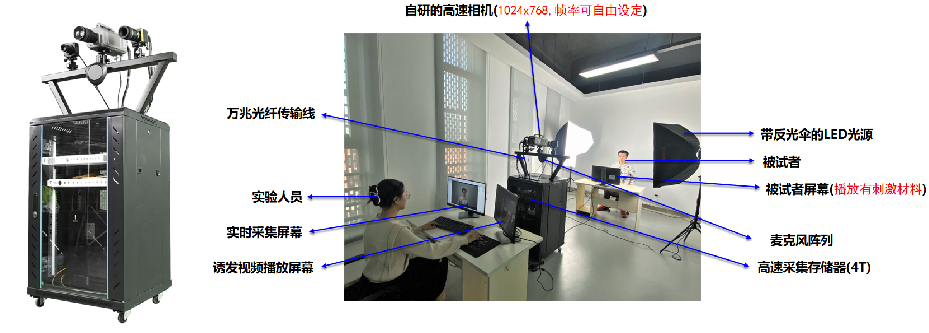 自研的高速相机(1024x768, 帧率可自由设定)
万兆光纤传输线
带反光伞的LED光源
被试者
实验人员
被试者屏幕(播放有刺激材料)
实时采集屏幕
麦克风阵列
诱发视频播放屏幕
高速采集存储器(4T)